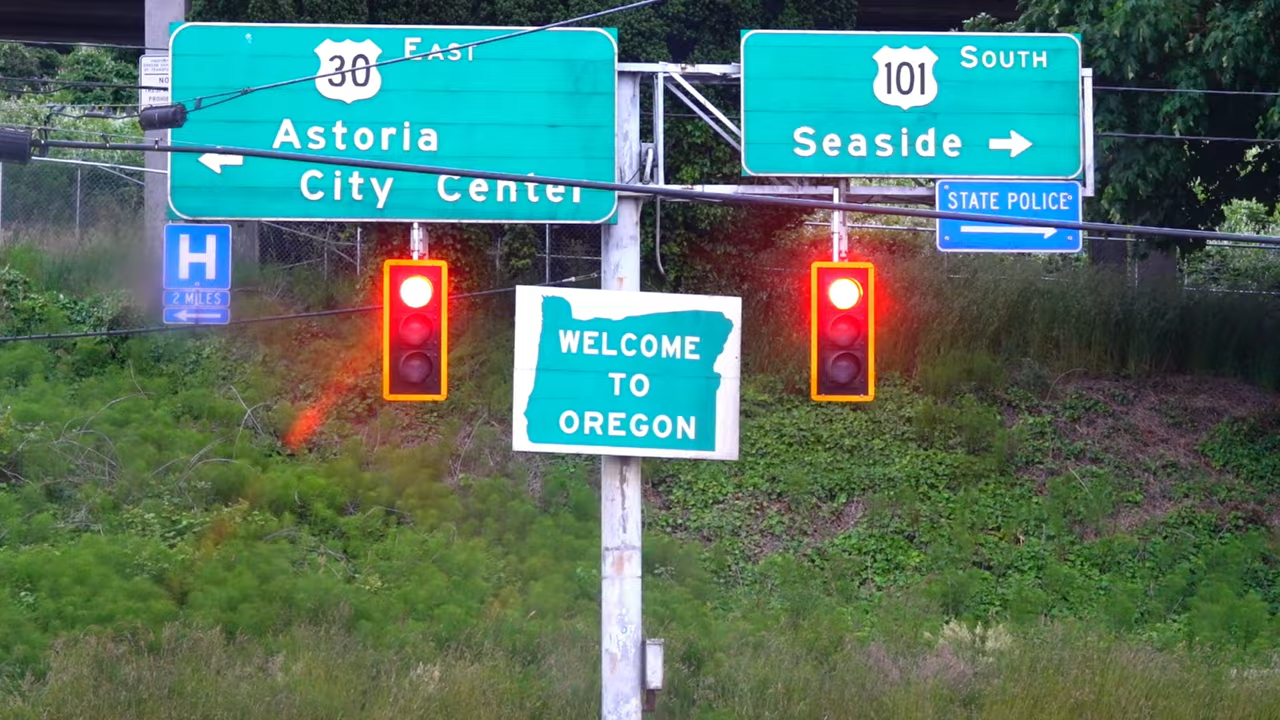 30 EAST
Astoria
City Center
101 SOUTH
Seaside
STATE POLICE
H
2 MILES
WELCOME
TO
OREGON